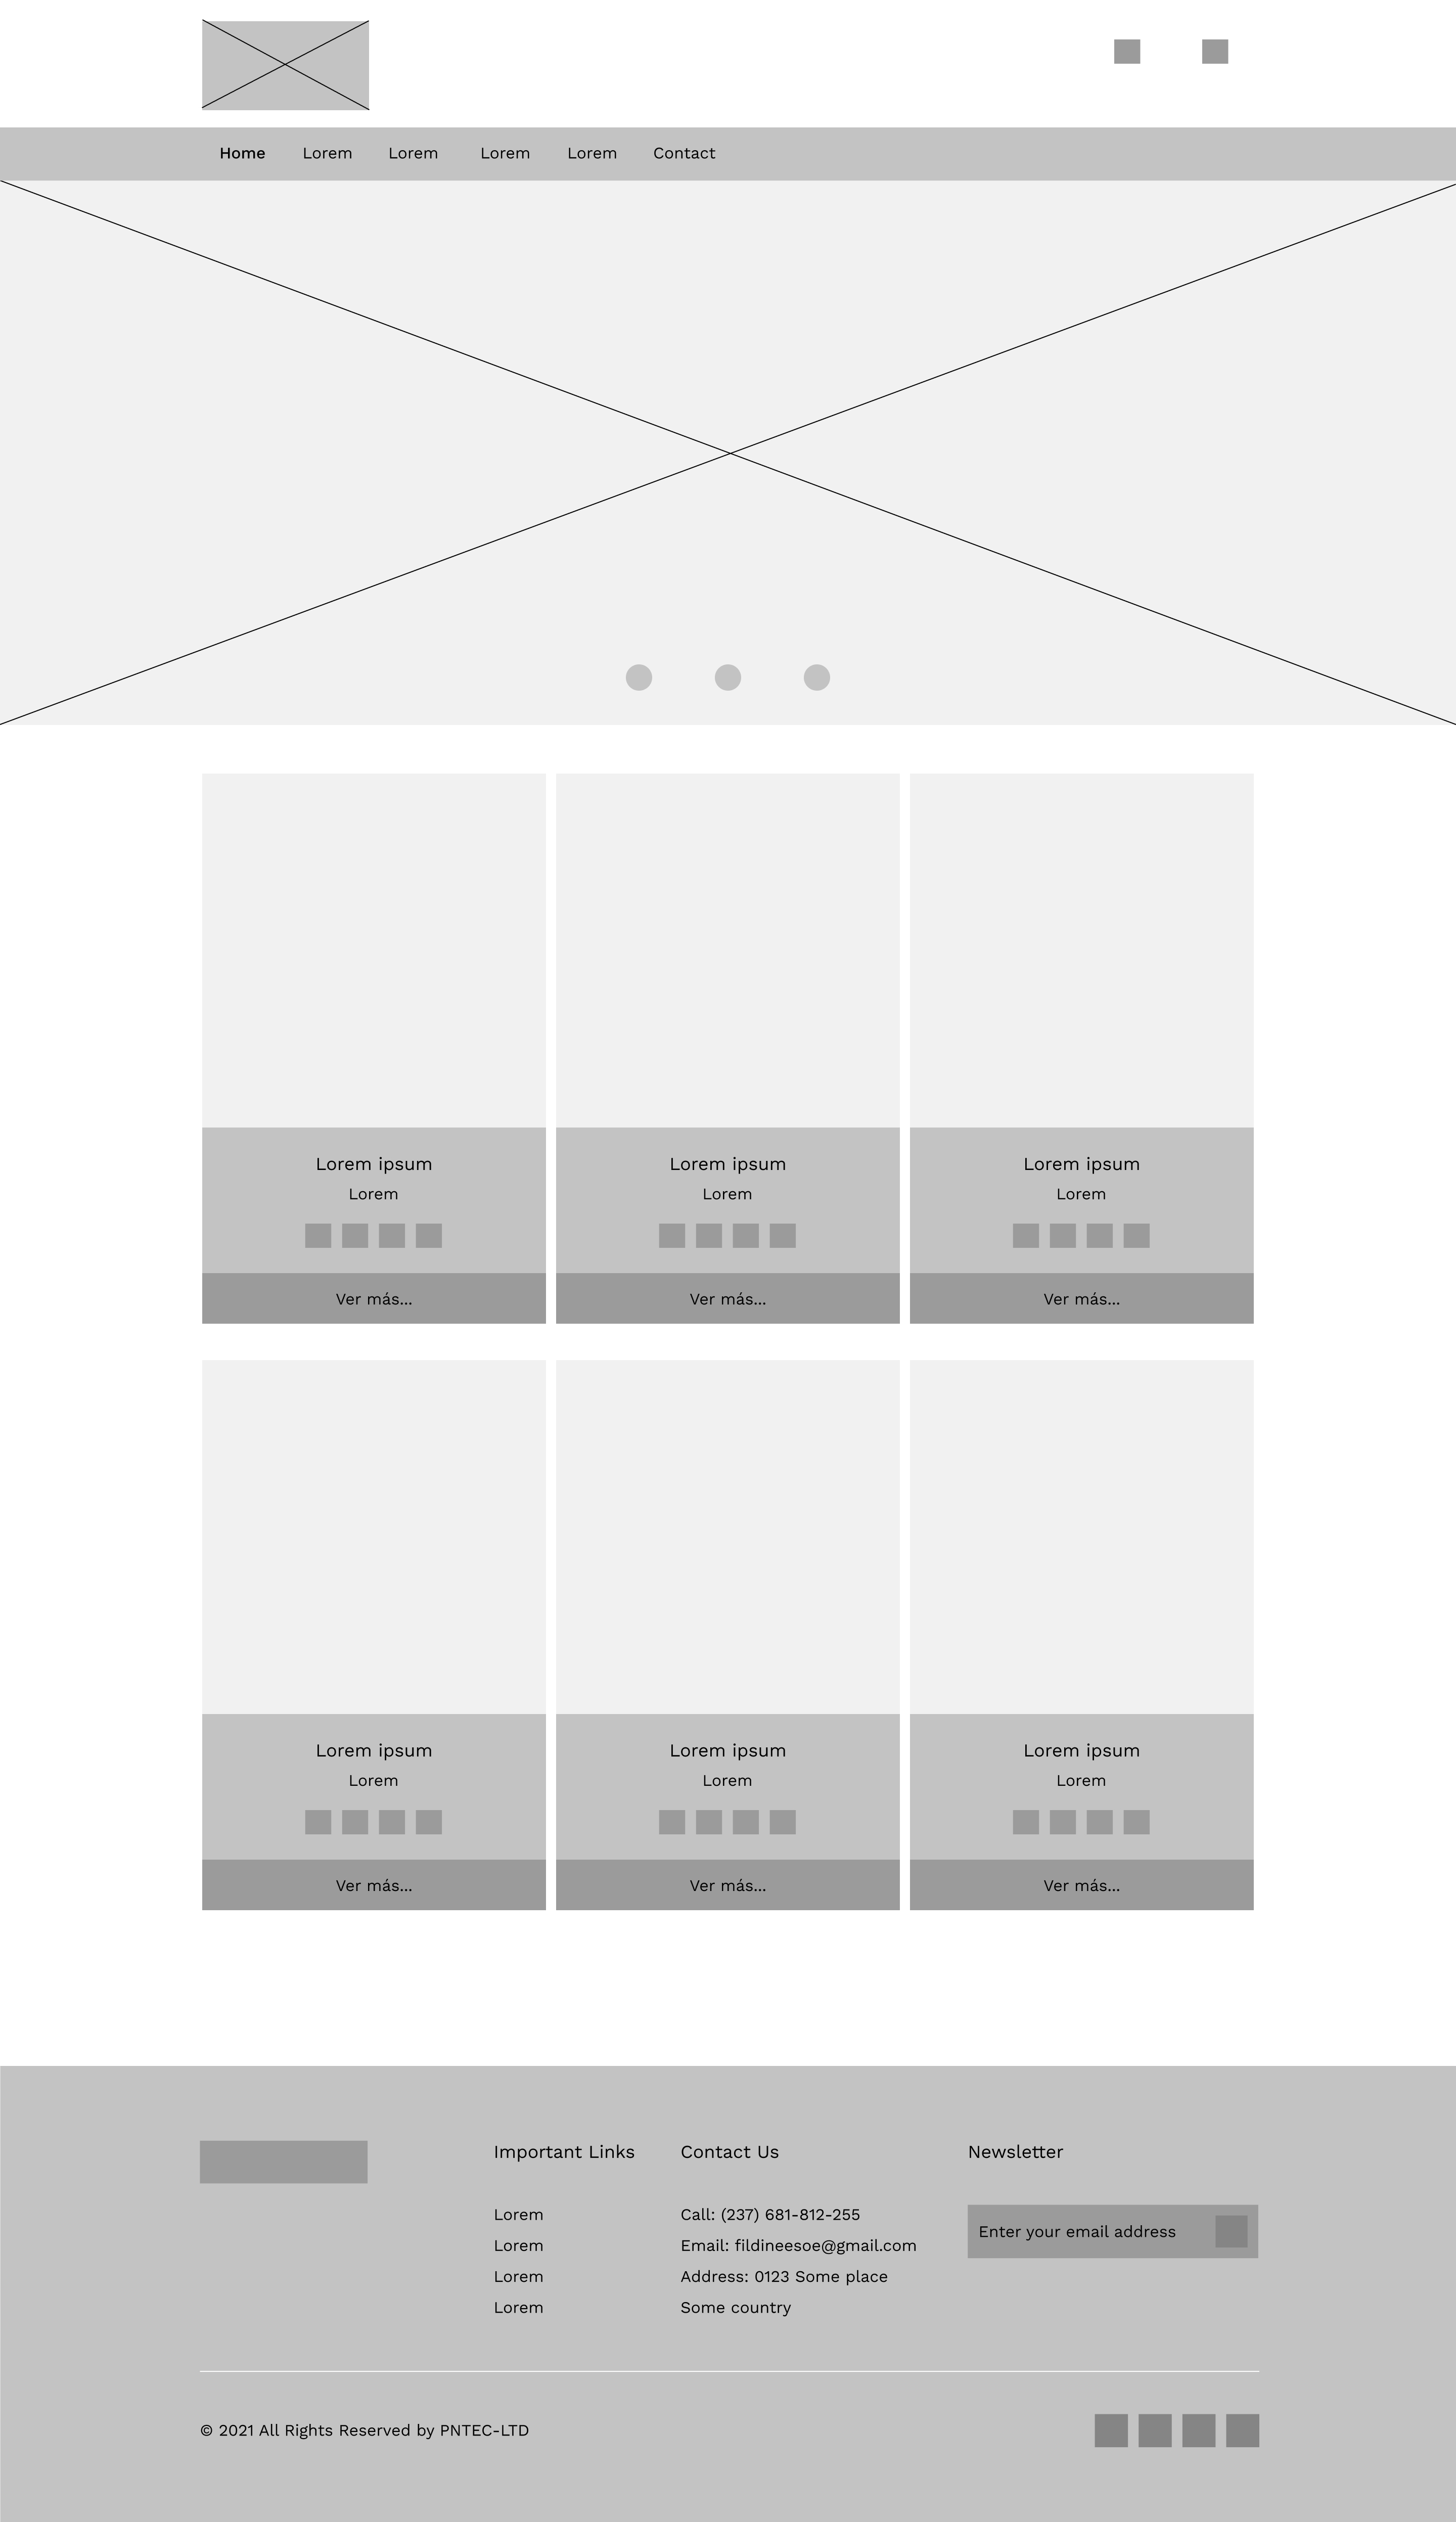 Home Lorem Lorem Lorem Lorem Contact
Lorem ipsum
Lorem
Ver más...
Lorem ipsum
Lorem
Ver más...
Lorem ipsum
Lorem
Ver más...
Lorem ipsum
Lorem
Ver más...
Lorem ipsum
Lorem
Ver más...
Lorem ipsum
Lorem
Ver más...
Important Links
Lorem
Lorem
Lorem
Lorem
Contact Us
Call: (237) 681-812-255
Email: fildineesoe@gmail.com
Address: 0123 Some place
Some country
Newsletter
Enter your email address
© 2021 All Rights Reserved by PNTEC-LTD